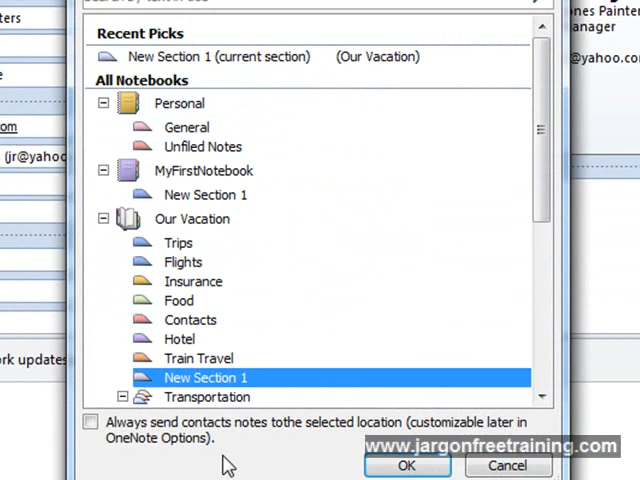 ters
Recent Picks
New Section 1 (current section) (Our Vacation)
All Notebooks
Personal
General
Unfiled Notes
MyFirstNotebook
New Section 1
Our Vacation
Trips
Flights
Insurance
Food
Contacts
Hotel
Train Travel
New Section 1
Transportation
Always send contacts notes tothe selected location (customizable later in
OneNote Options).
OK Cancel
e
com
(jr@yahoo
rk updates
nes Painter
anager
@yahoo.co
www.jargonfreetraining.com